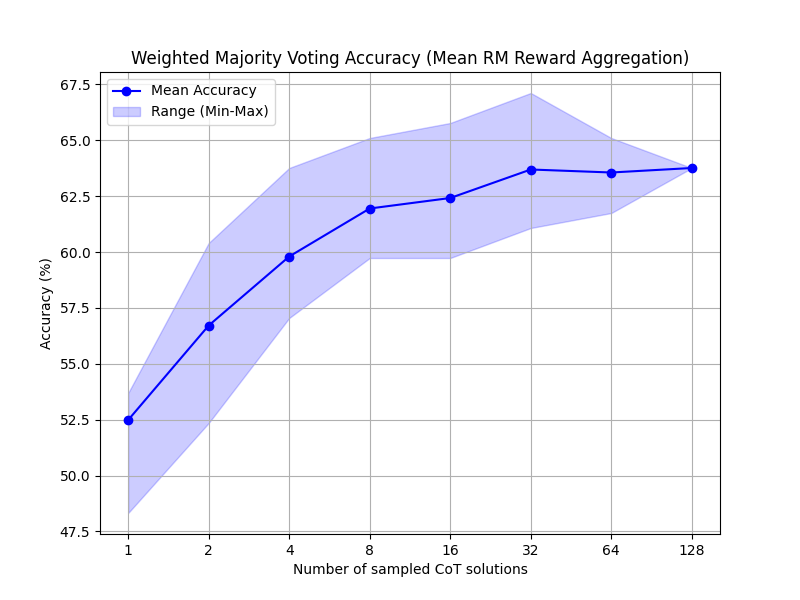 Weighted Majority Voting Accuracy (Mean RM Reward Aggregation)
Mean Accuracy
Range (Min-Max)
67.5
65.0
62.5
60.0
57.5
55.0
52.5
50.0
47.5
Accuracy (%)
1 2 4 8 16 32 64 128
Number of sampled CoT solutions